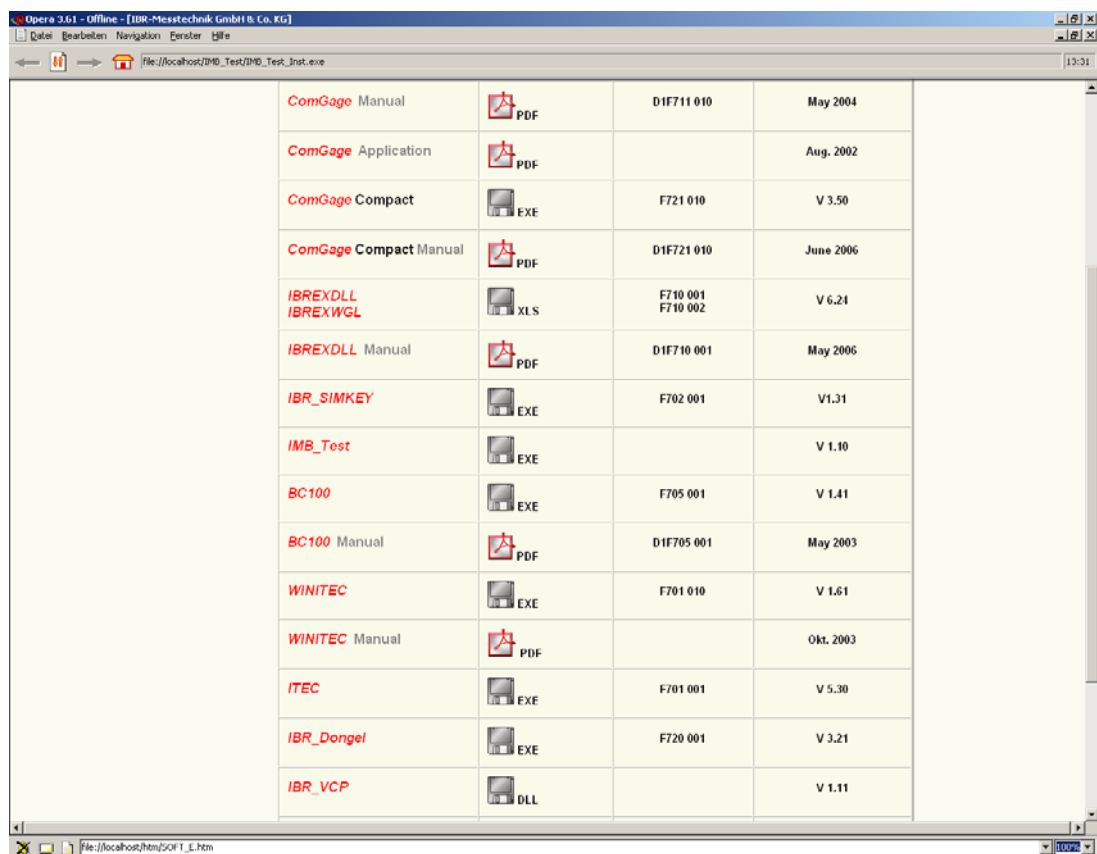 Opera 3.61 - Offline - [IBR-Messtechnik GmbH & Co. KG]
Datei Bearbeiten Navigation Fenster Hilfe
file://localhost/IMB_Test/IMB_Test_Inst.exe 13:31
ComGage Manual PDF D1F711 010 May 2004
ComGage Application PDF Aug. 2002
ComGage Compact EXE F721 010 V 3.50
ComGage Compact Manual PDF D1F721 010 June 2006
IBREXDLL F710 001
IBREXWGL XLS F710 002 V 6.24
IBREXDLL Manual PDF D1F710 001 May 2006
IBR_SIMKEY EXE F702 001 V1.31
IMB_Test EXE V 1.10
BC100 EXE F705 001 V 1.41
BC100 Manual PDF D1F705 001 May 2003
WINITEC EXE F701 010 V 1.61
WINITEC Manual PDF Okt. 2003
ITEC EXE F701 001 V 5.30
IBR_Dongel EXE F720 001 V 3.21
IBR_VCP DLL V 1.11
file://localhost/htm/SOFT_E.htm 100%